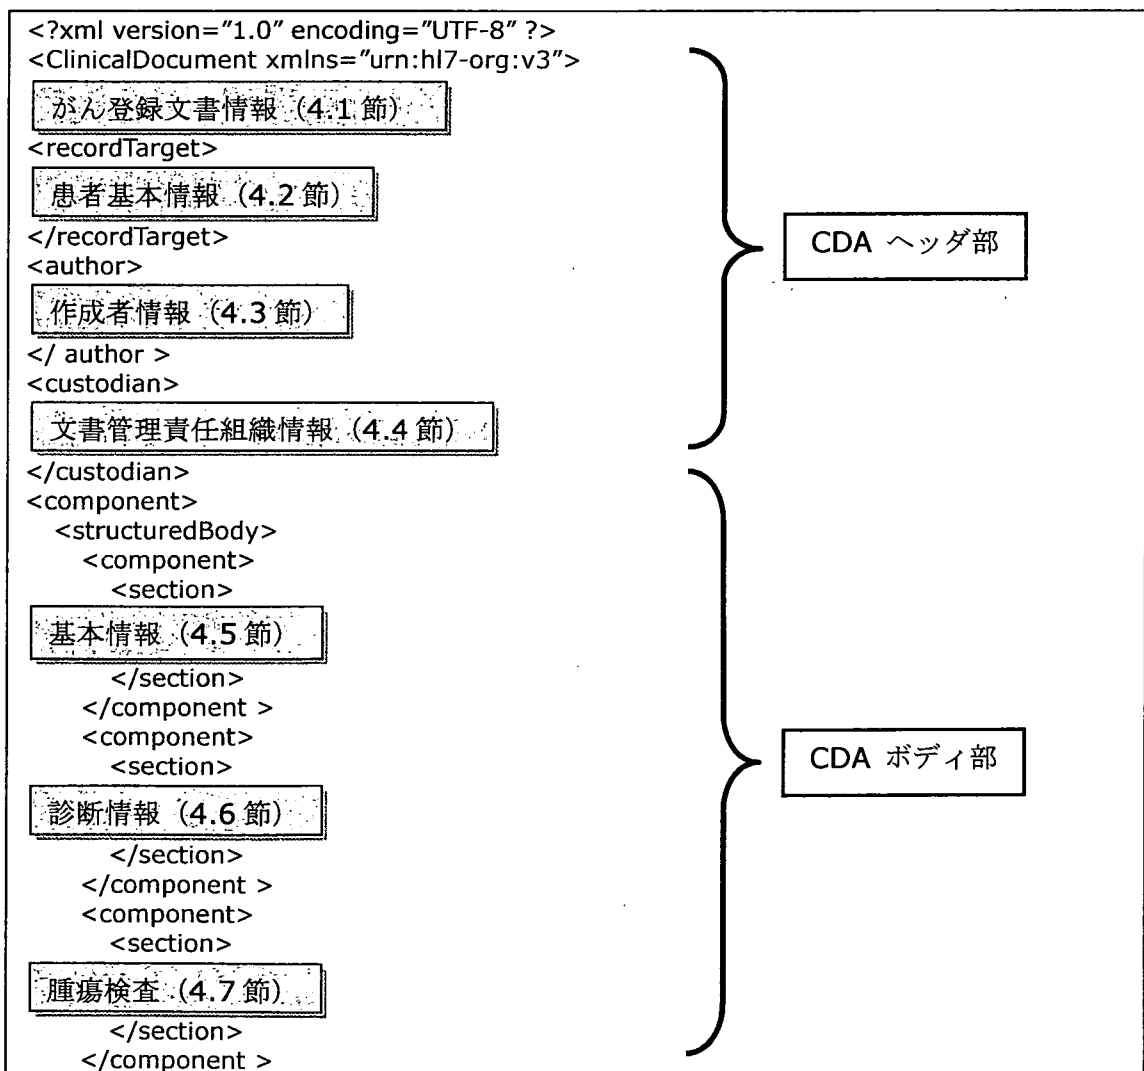 <?xml version="1.0" encoding="UTF-8" ?>
<ClinicalDocument xmlns="urn:hl7-org:v3">
がん登録文書情報（4.1 節）
<recordTarget>
患者基本情報（4.2 節）
</recordTarget>
<author>
作成者情報（4.3 節）
</ author >
<custodian>
文書管理責任組織情報（4.4 節）
</custodian>
CDA ヘッダ部
<component>
<structuredBody>
<component>
<section>
基本情報（4.5 節）
</section>
</component >
<component>
<section>
診断情報（4.6 節）
</section>
</component >
<component>
<section>
腫瘍検査（4.7 節）
</section>
</component >
CDA ボディ部